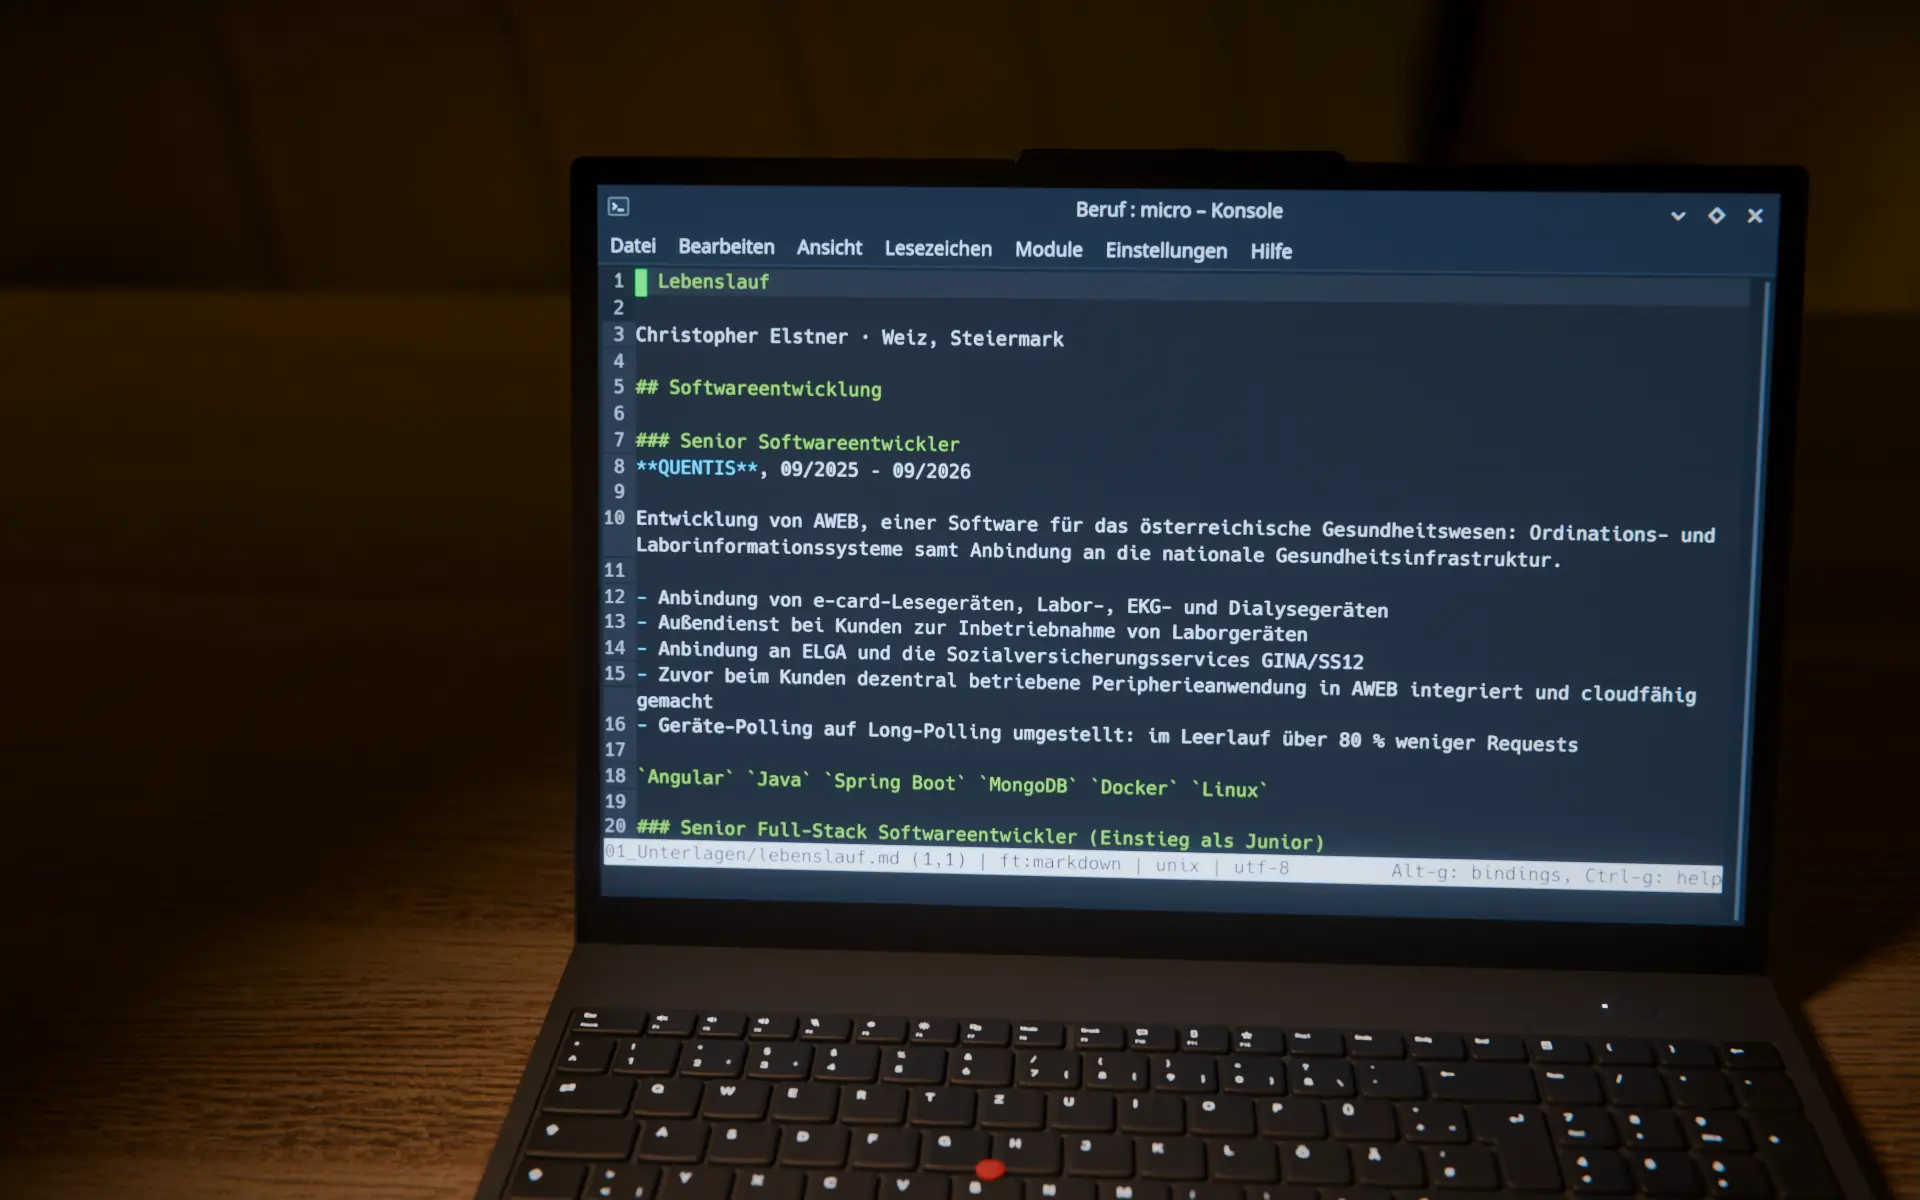 Beruf : micro – Konsole
Datei Bearbeiten Ansicht Lesezeichen Module Einstellungen Hilfe
1 Lebenslauf
2
3 Christopher Elstner · Weiz, Steiermark
4
5 ## Softwareentwicklung
6
7 ### Senior Softwareentwickler
8 **QUENTIS**, 09/2025 - 09/2026
9
10 Entwicklung von AWEB, einer Software für das österreichische Gesundheitswesen: Ordinations- und
Laborinformationssysteme samt Anbindung an die nationale Gesundheitsinfrastruktur.
11
12 - Anbindung von e-card-Lesegeräten, Labor-, EKG- und Dialysegeräten
13 - Außendienst bei Kunden zur Inbetriebnahme von Laborgeräten
14 - Anbindung an ELGA und die Sozialversicherungsservices GINA/SS12
15 - Zuvor beim Kunden dezentral betriebene Peripherieanwendung in AWEB integriert und cloudfähig
gemacht
16 - Geräte-Polling auf Long-Polling umgestellt: im Leerlauf über 80 % weniger Requests
17
18 `Angular` `Java` `Spring Boot` `MongoDB` `Docker` `Linux`
19
20 ### Senior Full-Stack Softwareentwickler (Einstieg als Junior)
01_Unterlagen/lebenslauf.md (1,1) | ft:markdown | unix | utf-8 Alt-g: bindings, Ctrl-g: help
Q W E R T Z U I O P Ü
A S D F G H J K L Ö Ä